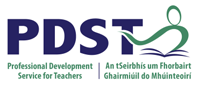 PDST
Professional Development
Service for Teachers
An tSeirbhís um Fhorbairt
Ghairmiúil do Mhúinteoirí